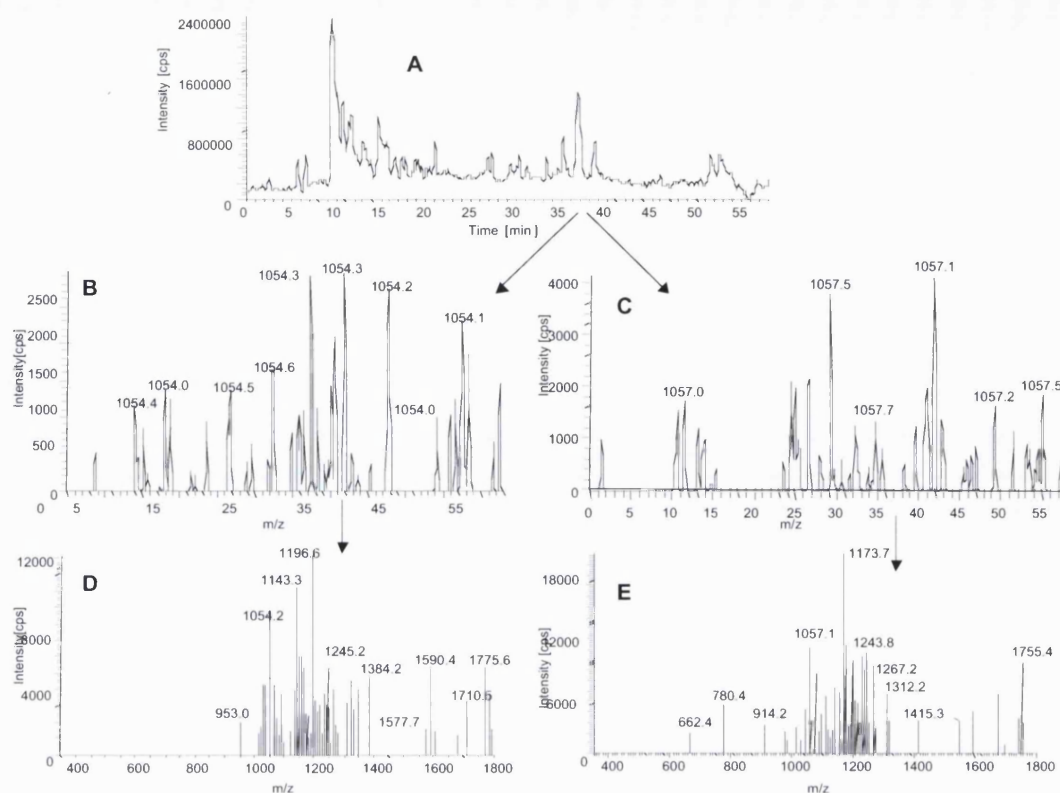 A
Intensity [cps]
2400000
1600000
800000
0
0 5 10 15 20 25 30 35 40 45 50 55
Time [min]
B
Intensity[cps]
2500
2000
1500
1000
500
0
1054.3 1054.3
1054.2
1054.1
1054.6
1054.0 1054.5
1054.4 1054.0
5 15 25 35 45 55
m/z
C
Intensity [cps]
4000
3000
2000
1000
0
1057.1
1057.5
1057.0
1057.7
1057.2
1057.5
0 5 10 15 20 25 30 35 40 45 50 55
m/z
D
Intensity[cps]
12000
8000
4000
0
1196.6
1143.3
1054.2
1245.2
1384.2
1590.4 1775.6
1710.6
953.0
1577.7
400 600 800 1000 1200 1400 1600 1800
m/z
E
Intensity [cps]
18000
12000
6000
0
1173.7
1057.1 1243.8
1267.2
1312.2
1755.4
780.4
914.2
662.4
1415.3
400 600 800 1000 1200 1400 1600 1800
m/z